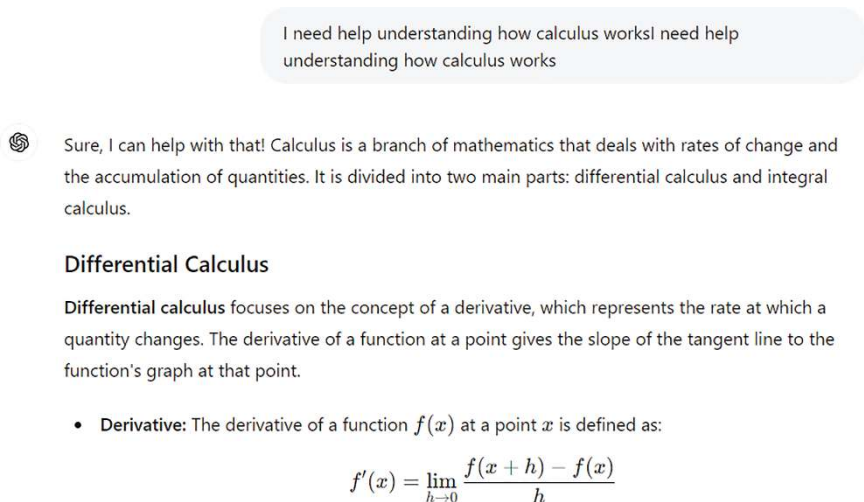 I need help understanding how calculus worksI need help
understanding how calculus works
Sure, I can help with that! Calculus is a branch of mathematics that deals with rates of change and
the accumulation of quantities. It is divided into two main parts: differential calculus and integral
calculus.
Differential Calculus
Differential calculus focuses on the concept of a derivative, which represents the rate at which a
quantity changes. The derivative of a function at a point gives the slope of the tangent line to the
function's graph at that point.
• Derivative: The derivative of a function f(x) at a point x is defined as:
f′(x) = lim h→0 f(x + h) − f(x) / h